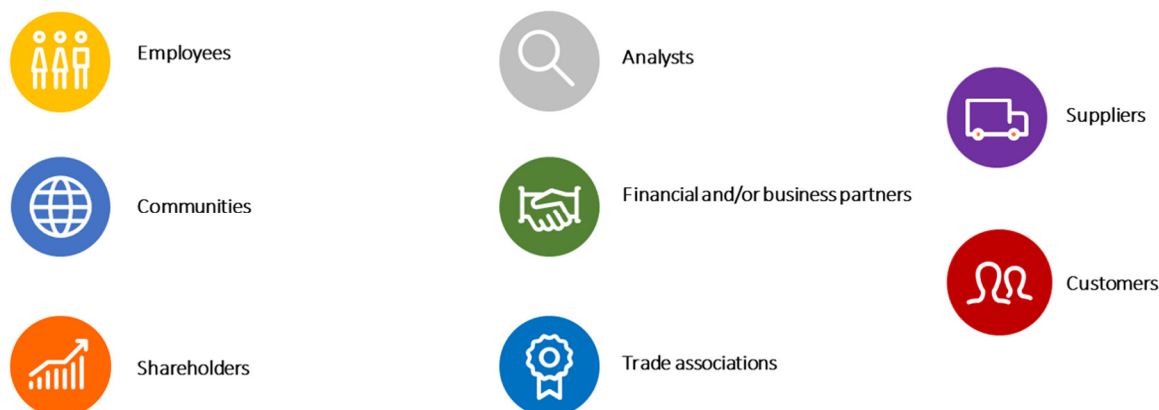 Employees
Communities
Shareholders
Analysts
Financial and/or business partners
Trade associations
Suppliers
Customers